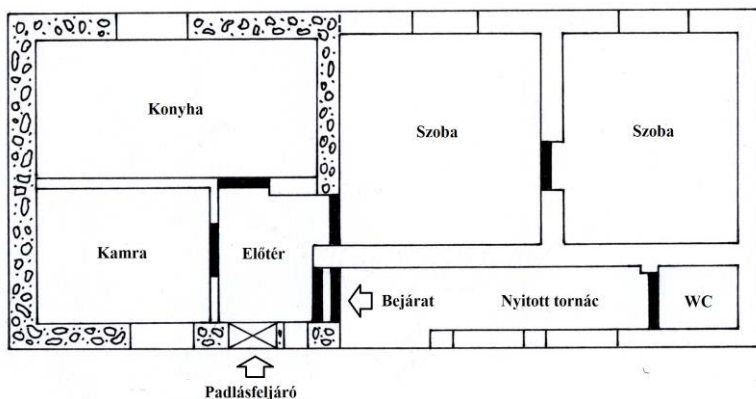 Konyha
Szoba
Szoba
Kamra
Előtér
Bejárat
Nyitott tornác
WC
Padlásfeljáró